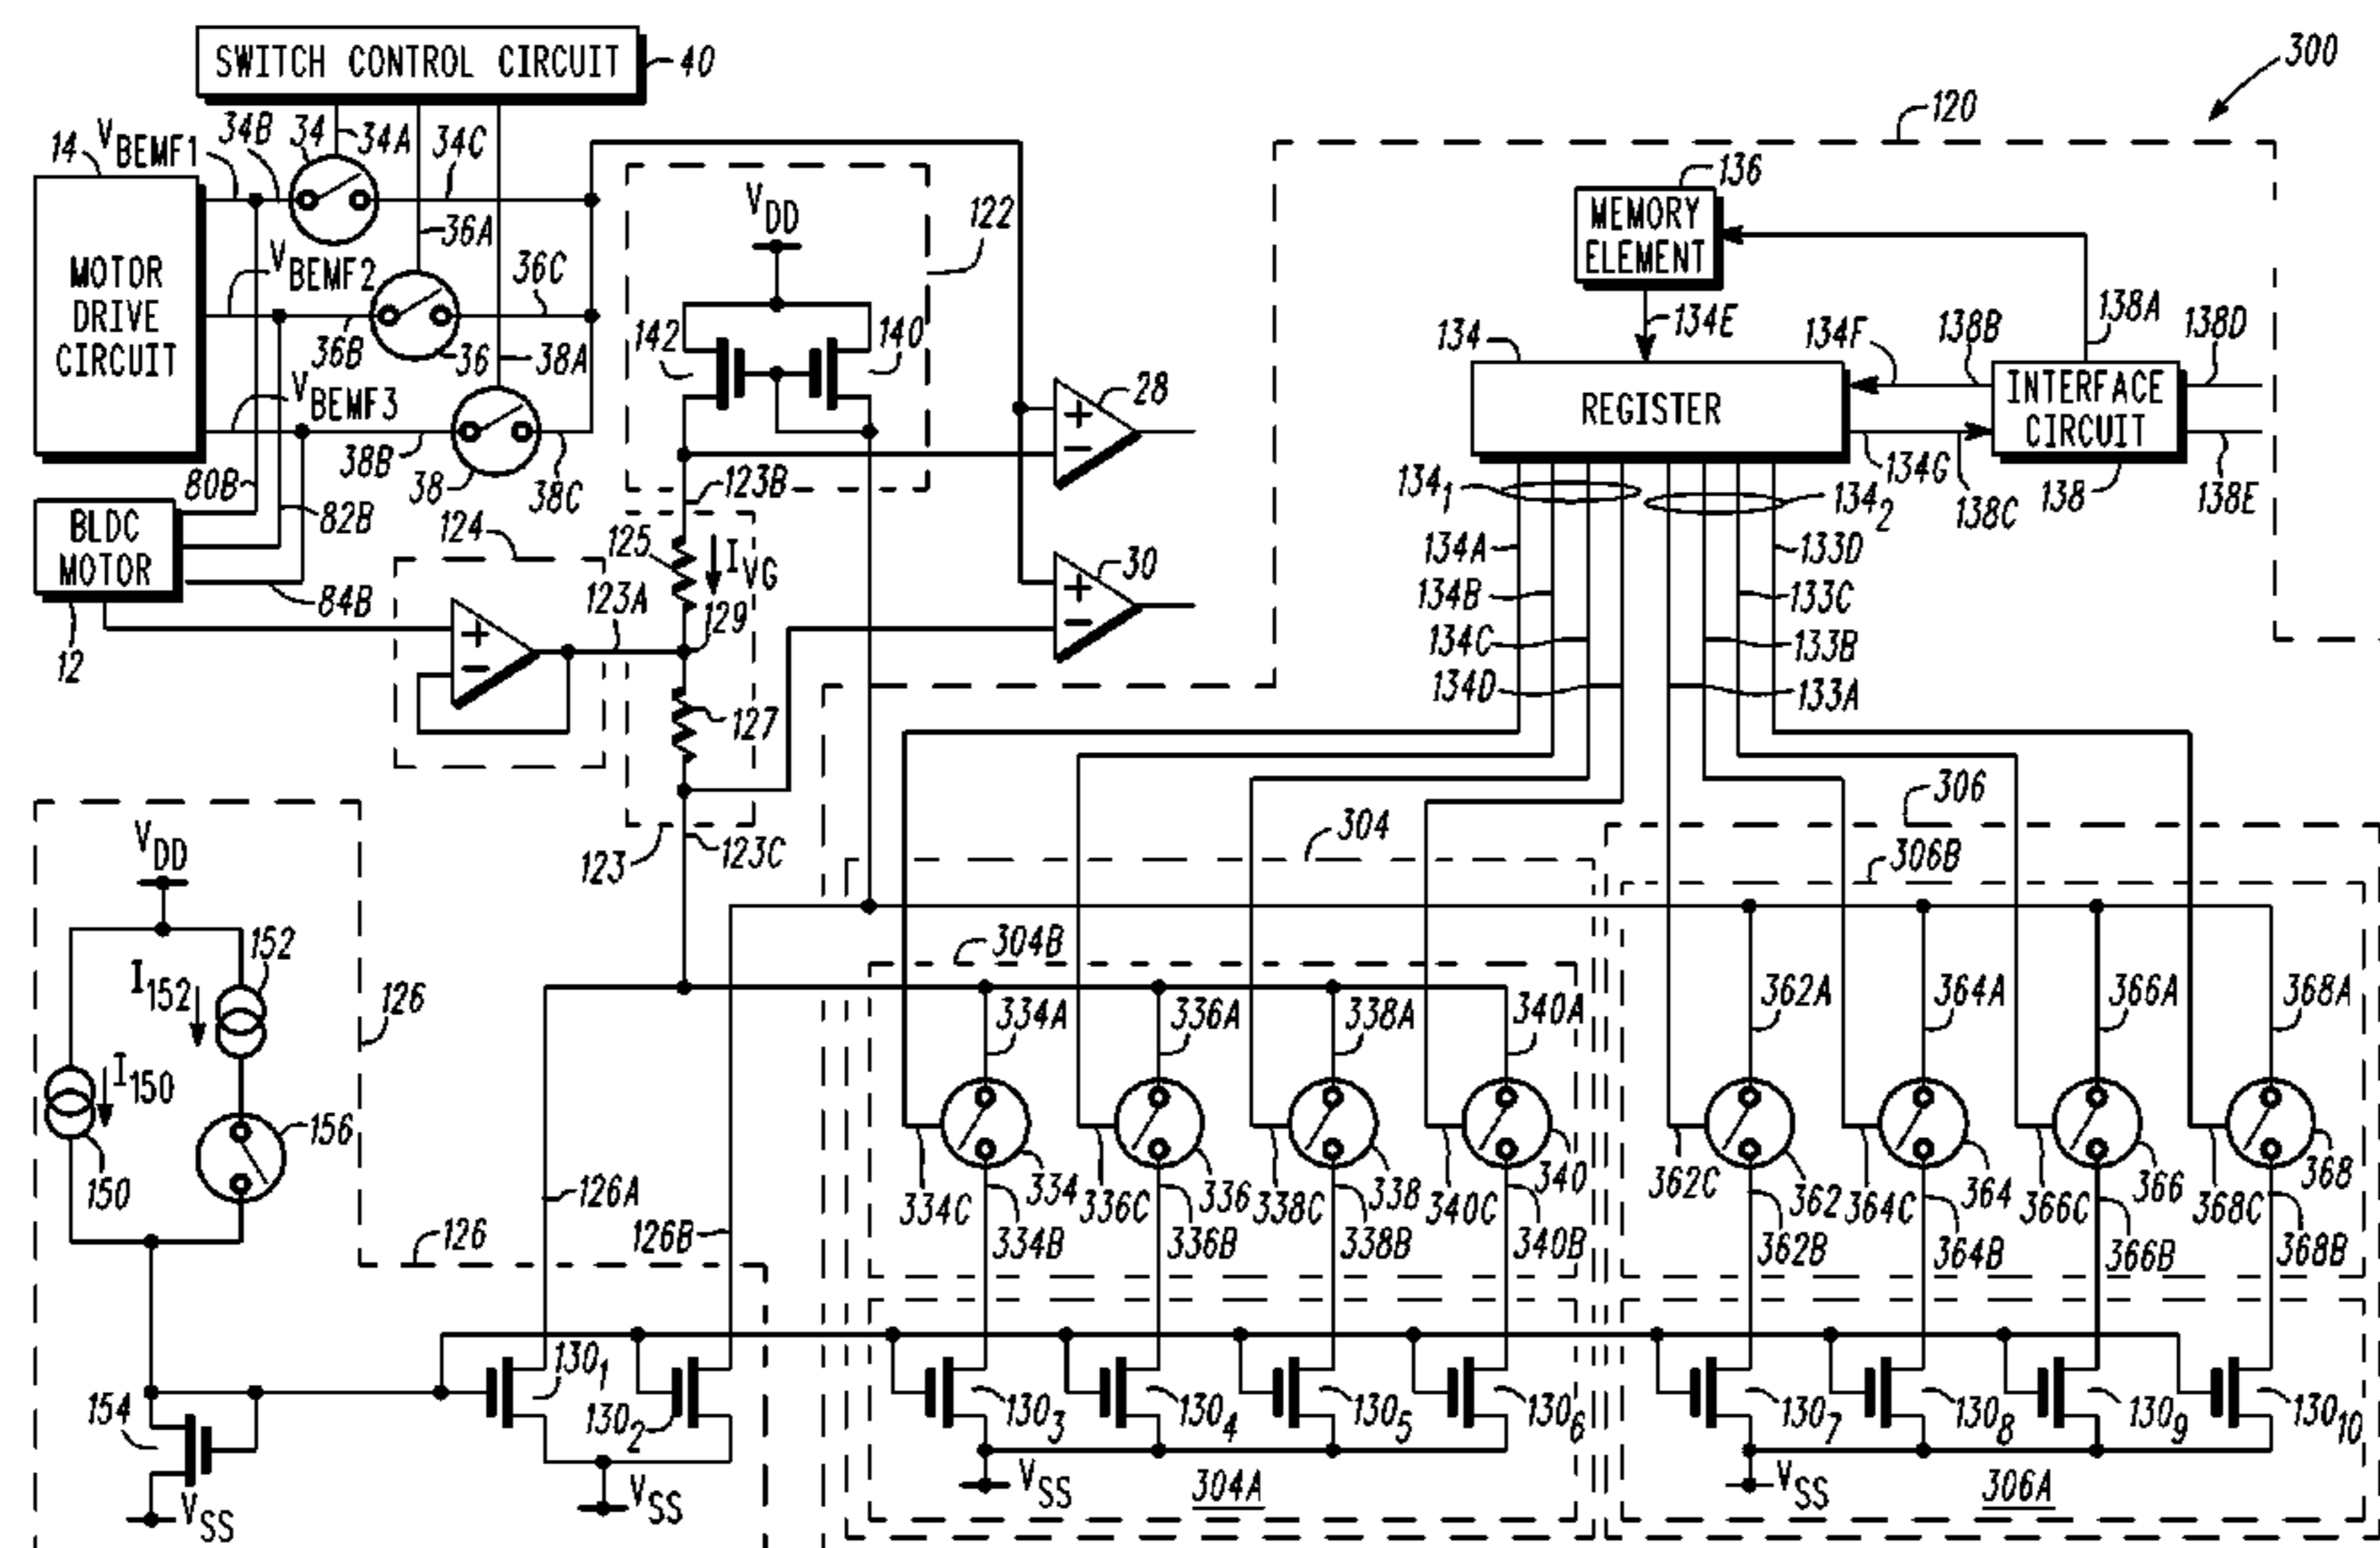 SWITCH CONTROL CIRCUIT
40
300
120
14
VBEMF1
34B
34
34A
34C
136
MEMORY
ELEMENT
VDD
122
36A
MOTOR
DRIVE
CIRCUIT
VBEMF2
36C
36B
36
38A
142
140
134E
134
134F
138B
138A
138D
VBEMF3
38B
38
38C
28
+
−
REGISTER
INTERFACE
CIRCUIT
134G
138C
138
138E
80B
82B
84B
BLDC
MOTOR
12
124
123B
125
IVG
123A
129
+
−
30
+
−
134₁
134₂
134A
134B
134C
134D
133D
133C
133B
133A
127
123
123C
304
306
306B
VDD
152
I152
126
I150
150
156
304B
334A
336A
338A
340A
362A
364A
366A
368A
126A
126B
126
334C
334
336C
336
338C
338
340C
340
362C
362
364C
364
366C
366
368C
368
334B
336B
338B
340B
362B
364B
366B
368B
154
130₁
130₂
130₃
130₄
130₅
130₆
130₇
130₈
130₉
130₁₀
VSS
VSS
VSS
304A
VSS
306A